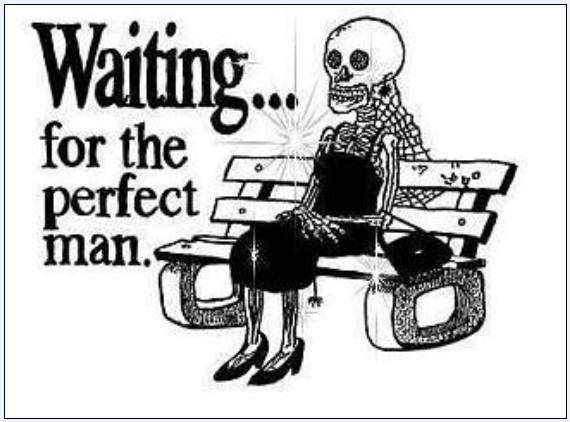 Waiting...
for the
perfect
man.